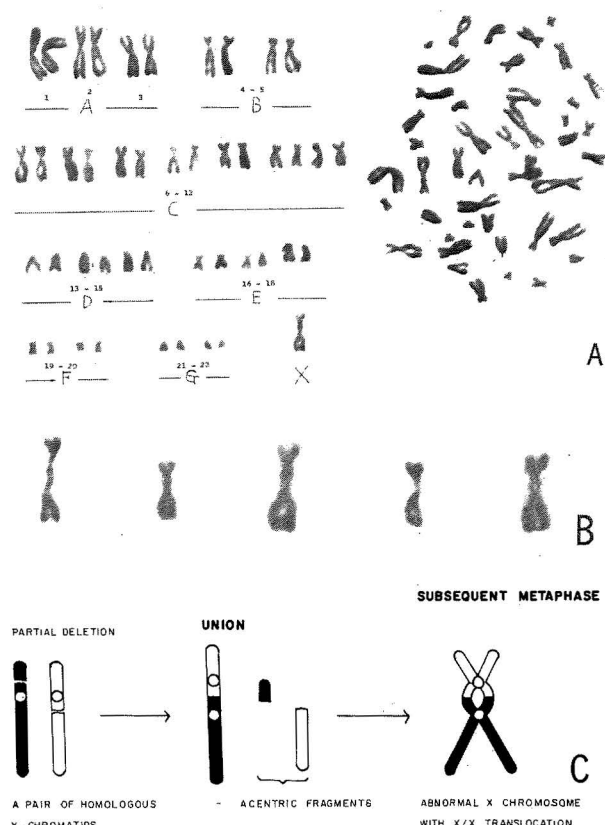 1 2 3
A
4 - 5
B
6 - 12
C
13 - 15
D
16 - 18
E
19 - 20
F
21 - 22
G
X
A
B
SUBSEQUENT METAPHASE
PARTIAL DELETION
UNION
C
A PAIR OF HOMOLOGOUS
- ACENTRIC FRAGMENTS
ABNORMAL X CHROMOSOME
X CHROMATIDS
WITH X/X TRANSLOCATION